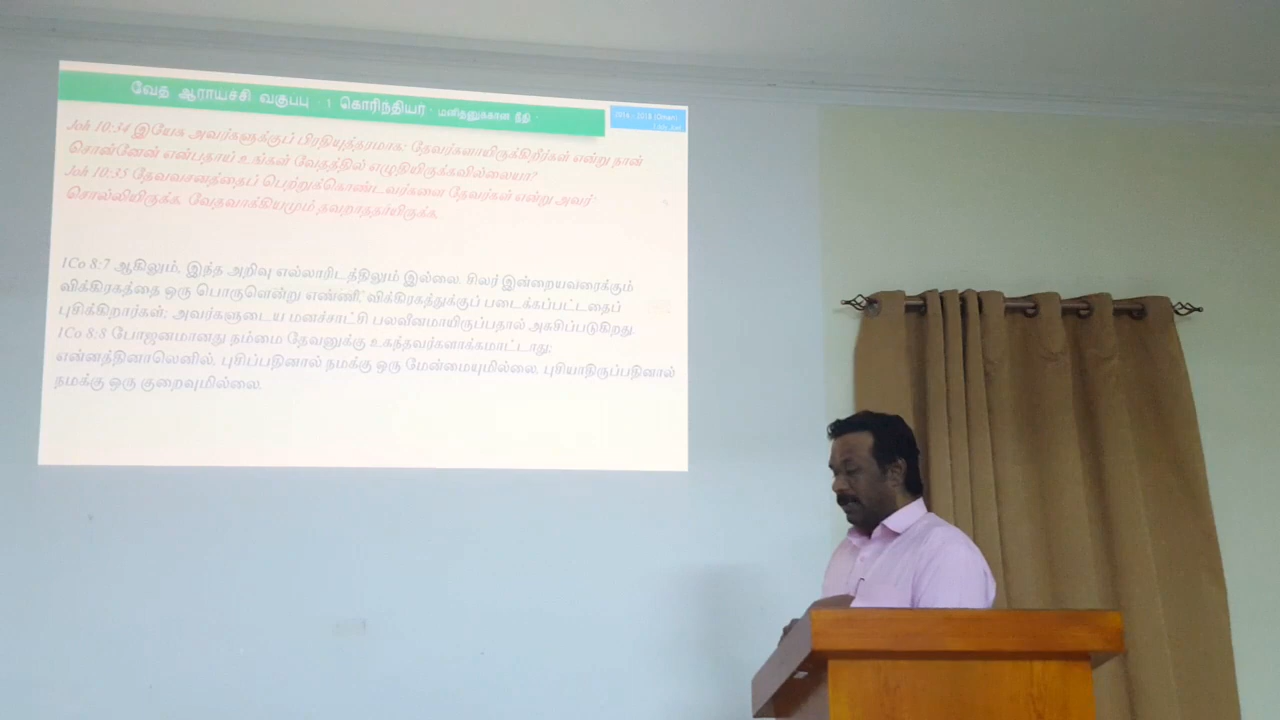 வேத ஆராய்ச்சி வகுப்பு - 1 கொரிந்தியர் - மனிதனுக்கான நீதி -
2014 - 2018 (Oman)
Joh 10:34 இயேசு அவர்களுக்குப் பிரதியுத்தரமாக: தேவர்களாயிருக்கிறீர்கள் என்று நான்
சொன்னேன் என்பதாய் உங்கள் வேதத்தில் எழுதியிருக்கவில்லையா?
Joh 10:35 தேவவசனத்தைப் பெற்றுக்கொண்டவர்களை தேவர்கள் என்று அவர்
சொல்லியிருக்க, வேதவாக்கியமும் தவறாததாயிருக்க,
1Co 8:7 ஆகிலும், இந்த அறிவு எல்லாரிடத்திலும் இல்லை. சிலர் இன்றையவரைக்கும்
விக்கிரகத்தை ஒரு பொருளென்று எண்ணி, விக்கிரகத்துக்குப் படைக்கப்பட்டதைப்
புசிக்கிறார்கள்; அவர்களுடைய மனச்சாட்சி பலவீனமாயிருப்பதால் அசுசிப்படுகிறது.
1Co 8:8 போஜனமானது நம்மை தேவனுக்கு உகந்தவர்களாக்கமாட்டாது;
என்னத்தினாலெனில், புசிப்பதினால் நமக்கு ஒரு மேன்மையுமில்லை, புசியாதிருப்பதினால்
நமக்கு ஒரு குறைவுமில்லை.